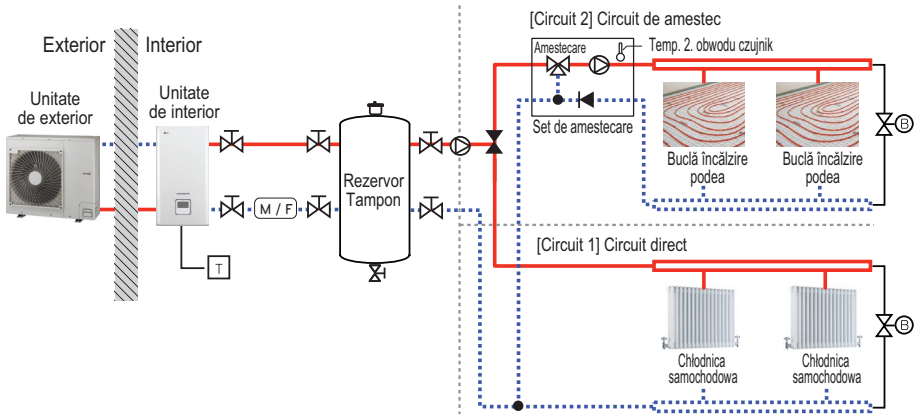 [Circuit 2] Circuit de amestec
Exterior
Interior
Amestecare
Temp. 2. obwodu czujnik
Unitate
de exterior
Unitate
de interior
Set de amestecare
B
Buclă încălzire
podea
Buclă încălzire
podea
Rezervor
Tampon
M / F
T
[Circuit 1] Circuit direct
B
Chłodnica
samochodowa
Chłodnica
samochodowa